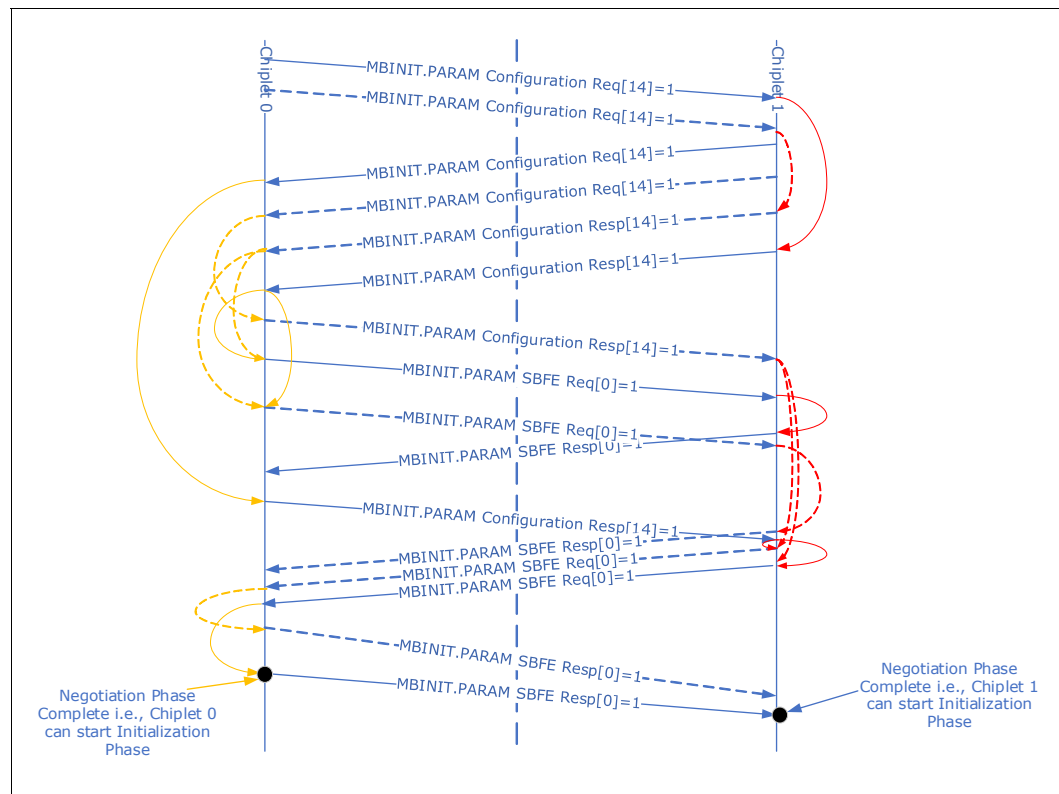 -Chiplet 0
-Chiplet 1
MBINIT.PARAM Configuration Req[14]=1
MBINIT.PARAM Configuration Req[14]=1
MBINIT.PARAM Configuration Req[14]=1
MBINIT.PARAM Configuration Req[14]=1
MBINIT.PARAM Configuration Resp[14]=1
MBINIT.PARAM Configuration Resp[14]=1
MBINIT.PARAM Configuration Resp[14]=1
MBINIT.PARAM SBFE Req[0]=1
MBINIT.PARAM SBFE Req[0]=1
MBINIT.PARAM SBFE Resp[0]=1
MBINIT.PARAM Configuration Resp[14]=1
MBINIT.PARAM SBFE Resp[0]=1
MBINIT.PARAM SBFE Req[0]=1
MBINIT.PARAM SBFE Req[0]=1
MBINIT.PARAM SBFE Resp[0]=1
MBINIT.PARAM SBFE Resp[0]=1
Negotiation Phase
Complete i.e., Chiplet 0
can start Initialization
Phase
Negotiation Phase
Complete i.e., Chiplet 1
can start Initialization
Phase